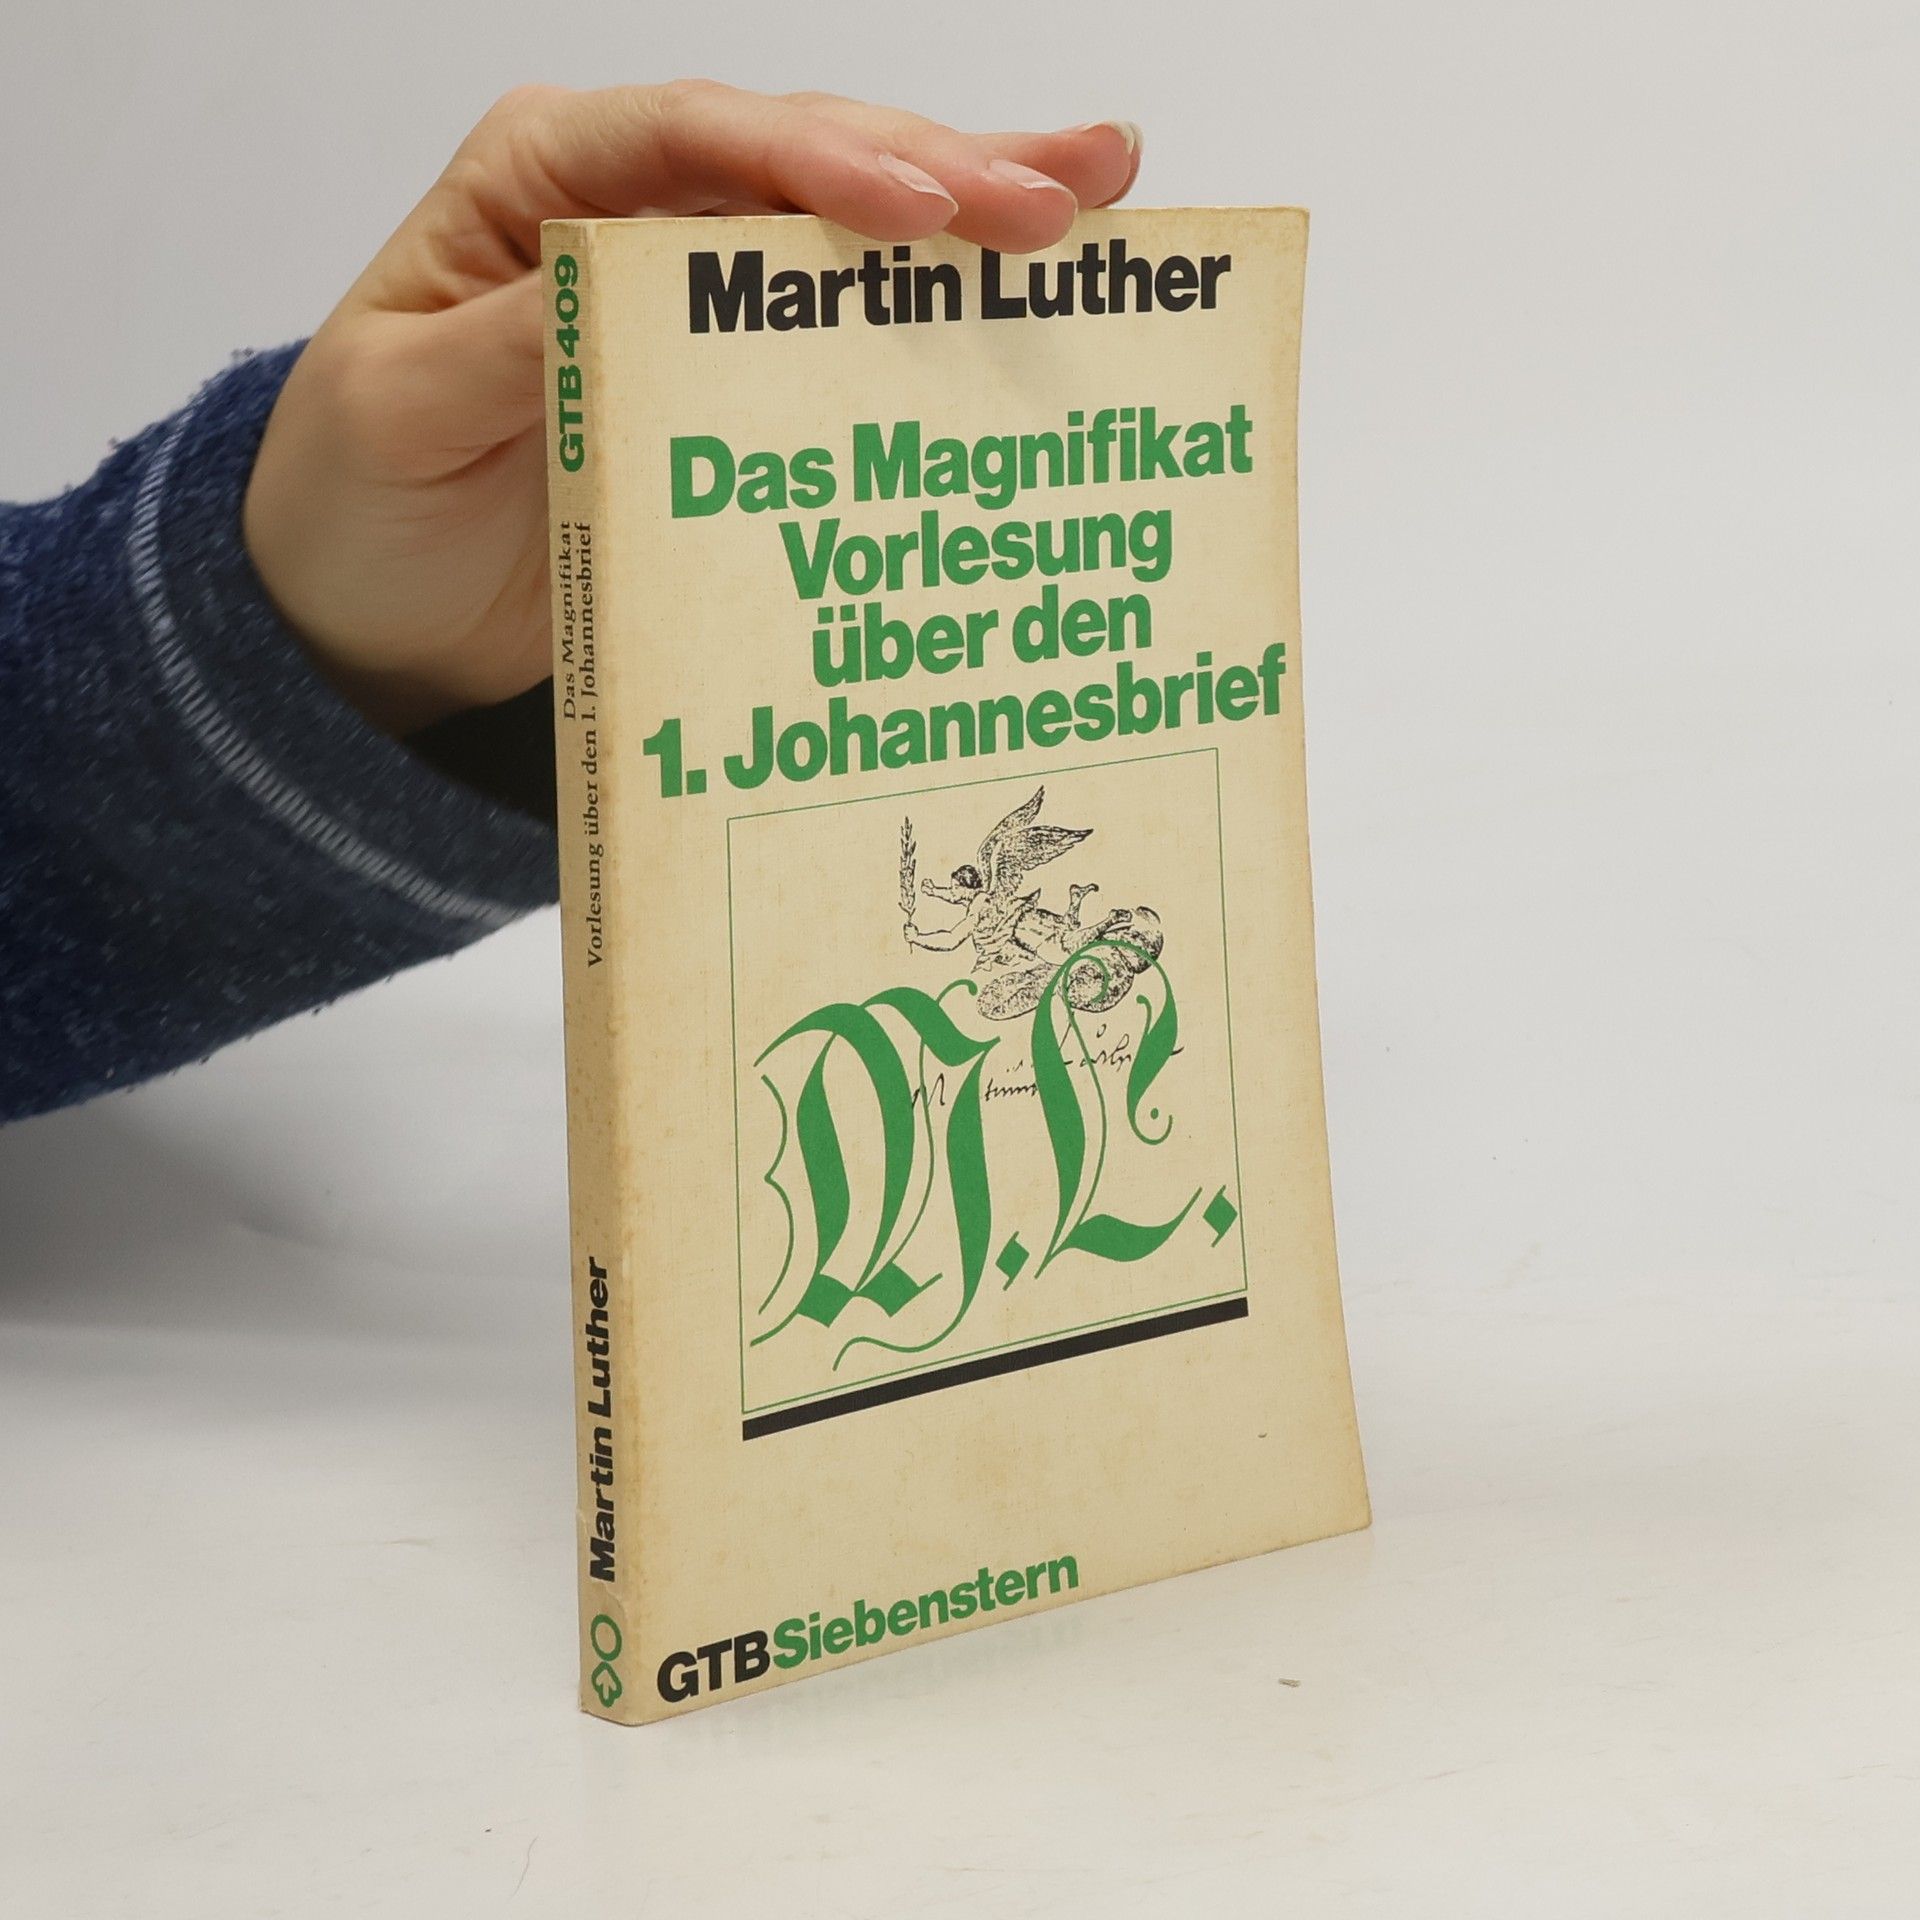 Martin Luther
Das Magnifikat
Vorlesung
über den
1. Johannesbrief
M. L.
GTBSiebenstern
GTB 409
Das Magnifikat
Vorlesung über den 1. Johannesbrief
Martin Luther